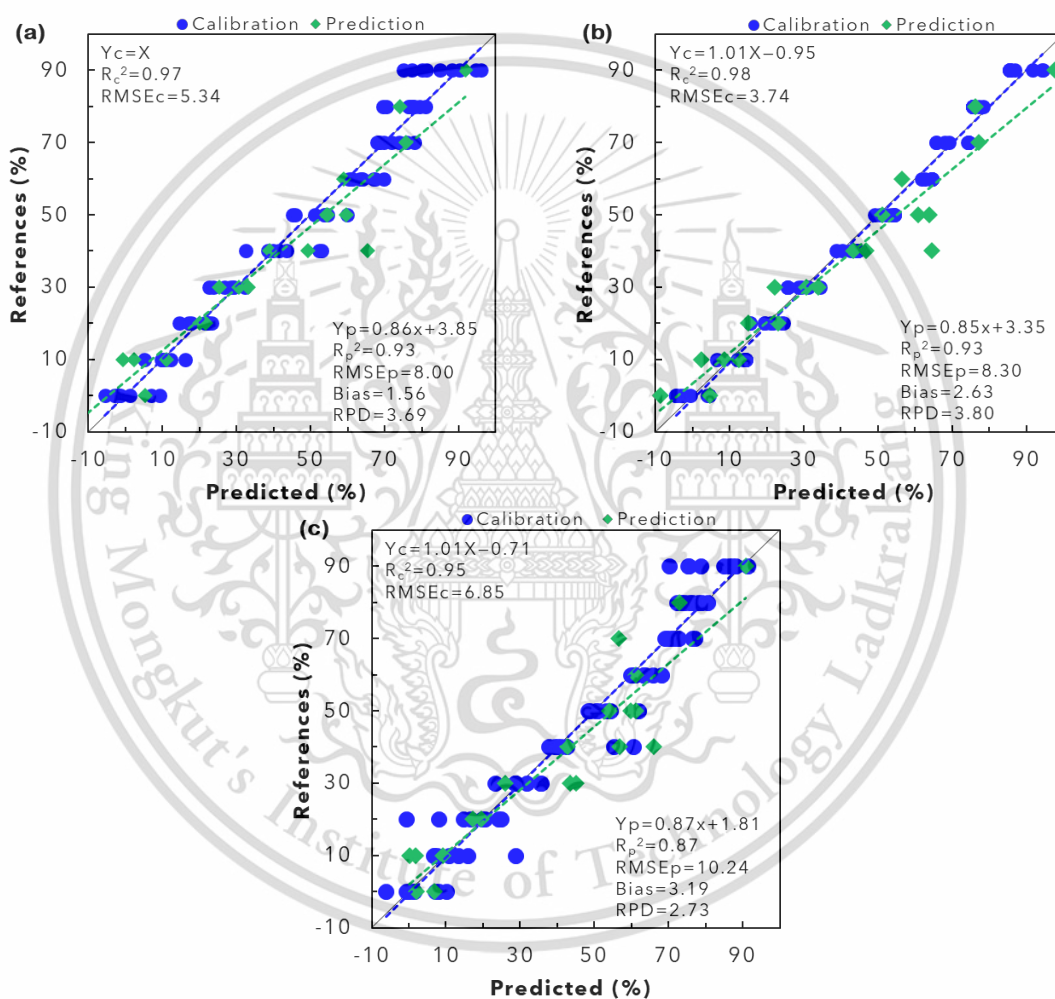 (a)
Calibration Prediction
Yc=X
Rc²=0.97
RMSEc=5.34
References (%)
90
70
50
30
10
-10
Yp=0.86x+3.85
Rp²=0.93
RMSEp=8.00
Bias=1.56
RPD=3.69
-10 10 30 50 70 90
Predicted (%)
(b)
Calibration Prediction
Yc=1.01X−0.95
Rc²=0.98
RMSEc=3.74
References (%)
90
70
50
30
10
-10
Yp=0.85x+3.35
Rp²=0.93
RMSEp=8.30
Bias=2.63
RPD=3.80
-10 10 30 50 70 90
Predicted (%)
(c)
Calibration Prediction
Yc=1.01X−0.71
Rc²=0.95
RMSEc=6.85
References (%)
90
70
50
30
10
-10
Yp=0.87x+1.81
Rp²=0.87
RMSEp=10.24
Bias=3.19
RPD=2.73
-10 10 30 50 70 90
Predicted (%)
King Mongkut's Institute of Technology Ladkrabang